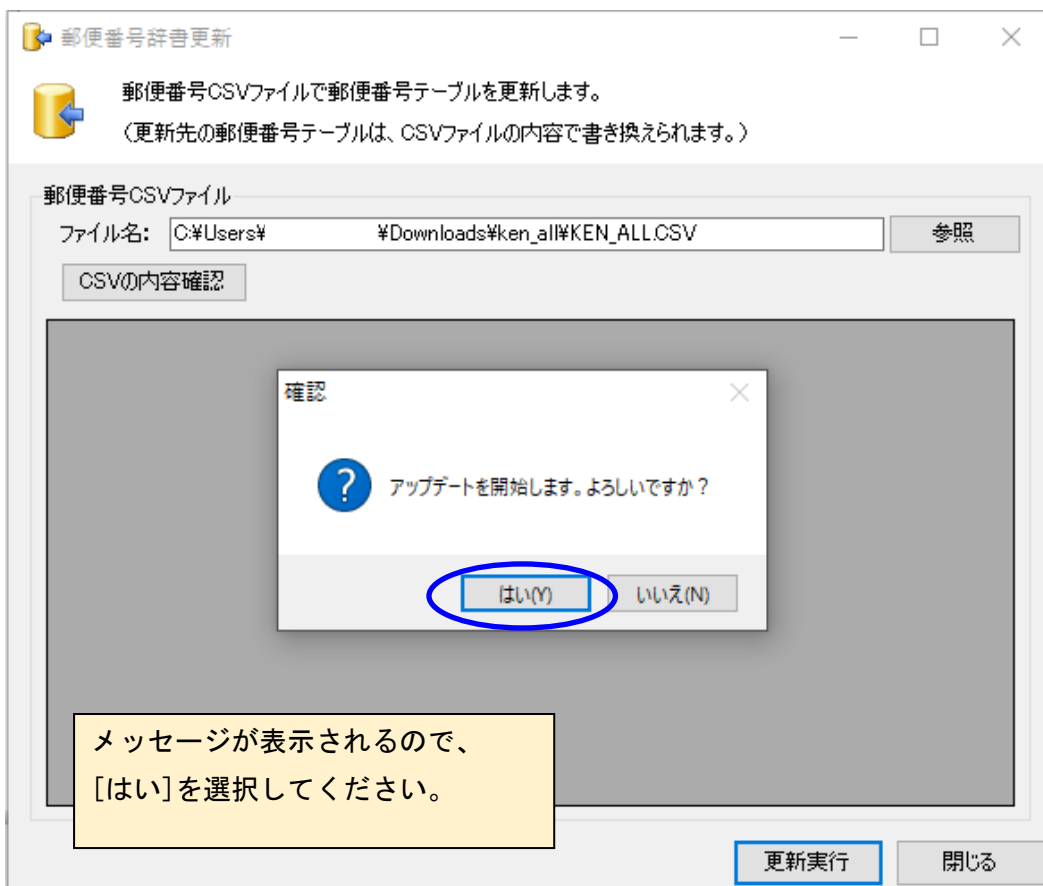 郵便番号辞書更新
郵便番号CSVファイルで郵便番号テーブルを更新します。
(更新先の郵便番号テーブルは、CSVファイルの内容で書き換えられます。)
郵便番号CSVファイル
ファイル名: C:¥Users¥ ¥Downloads¥ken_all¥KEN_ALL.CSV 参照
CSVの内容確認
確認
アップデートを開始します。よろしいですか?
はい(Y) いいえ(N)
メッセージが表示されるので、
[はい]を選択してください。
更新実行 閉じる